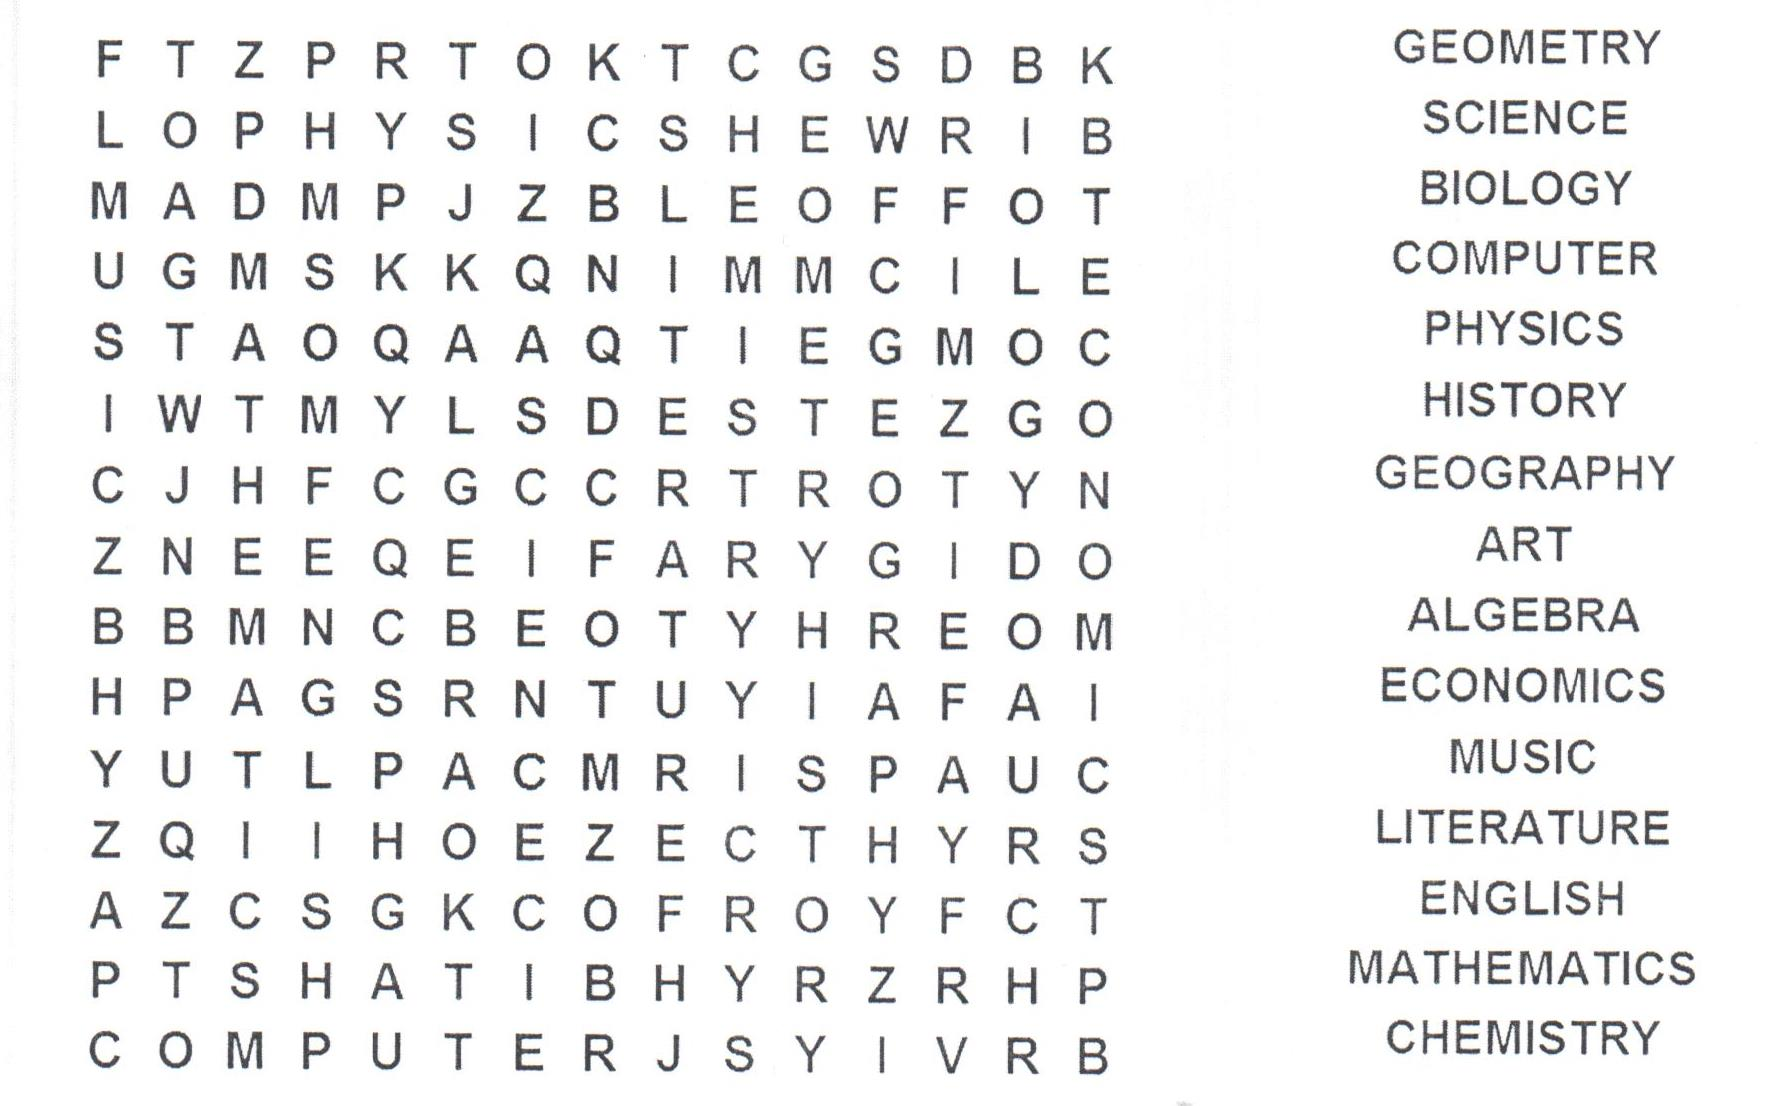 F T Z P R T O K T C G S D B K
L O P H Y S I C S H E W R I B
M A D M P J Z B L E O F F O T
U G M S K K Q N I M M C I L E
S T A O Q A A Q T I E G M O C
I W T M Y L S D E S T E Z G O
C J H F C G C C R T R O T Y N
Z N E E Q E I F A R Y G I D O
B B M N C B E O T Y H R E O M
H P A G S R N T U Y I A F A I
Y U T L P A C M R I S P A U C
Z Q I I H O E Z E C T H Y R S
A Z C S G K C O F R O Y F C T
P T S H A T I B H Y R Z R H P
C O M P U T E R J S Y I V R B
GEOMETRY
SCIENCE
BIOLOGY
COMPUTER
PHYSICS
HISTORY
GEOGRAPHY
ART
ALGEBRA
ECONOMICS
MUSIC
LITERATURE
ENGLISH
MATHEMATICS
CHEMISTRY